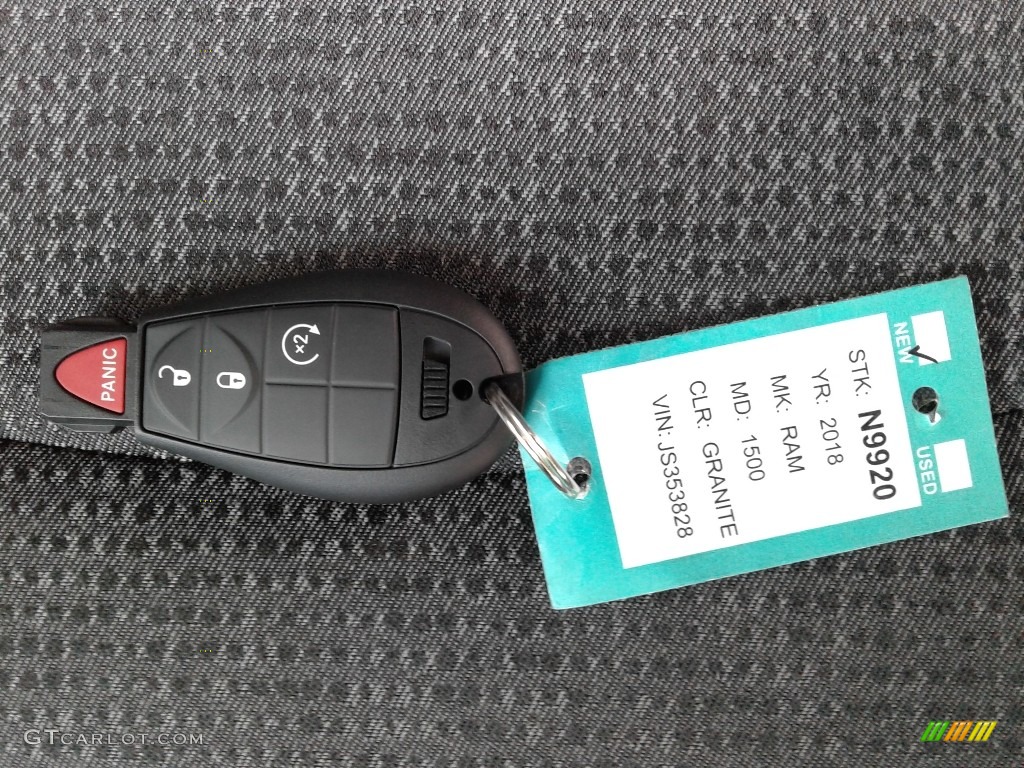 NEW
USED
STK: N9920
YR: 2018
MK: RAM
MD: 1500
CLR: GRANITE
VIN: JS353828
PANIC
×2
GTCARLOT.COM